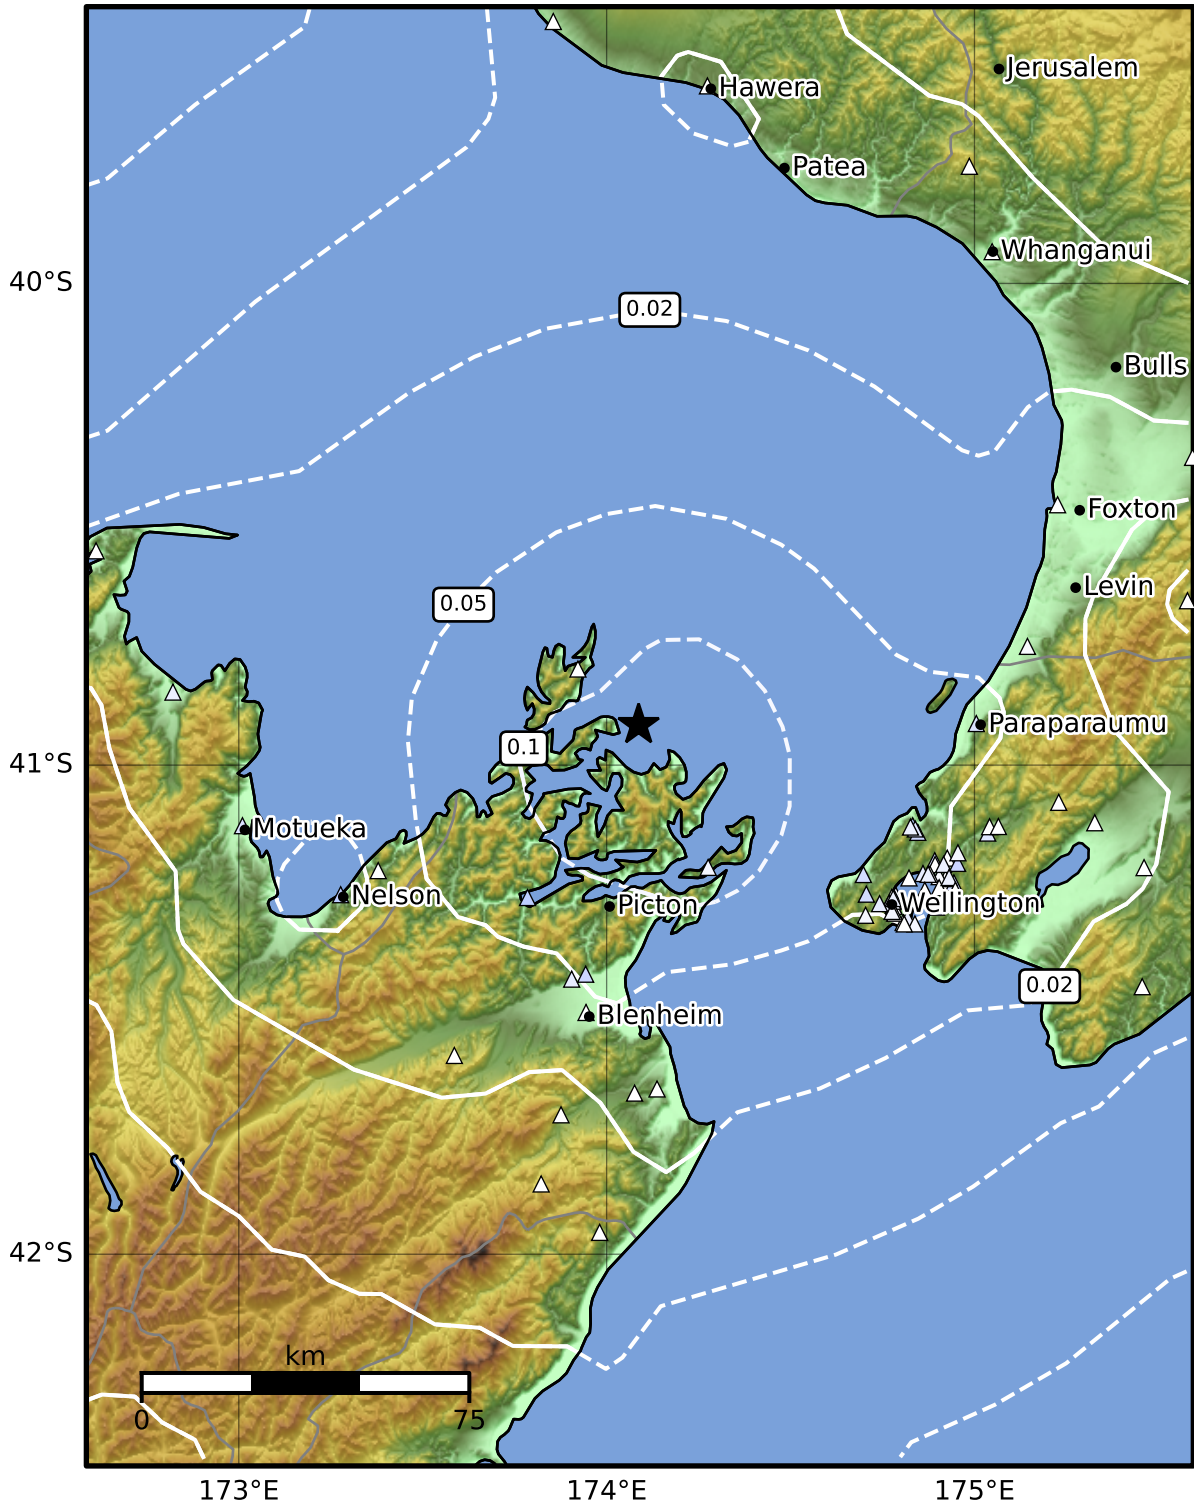 Jerusalem
Hawera
Patea
Whanganui
40°S
0.02
Bulls
Foxton
Levin
0.05
Paraparaumu
0.1
41°S
Motueka
Nelson
Wellington
Picton
0.02
Blenheim
42°S
km
0
75
173°E
174°E
175°E